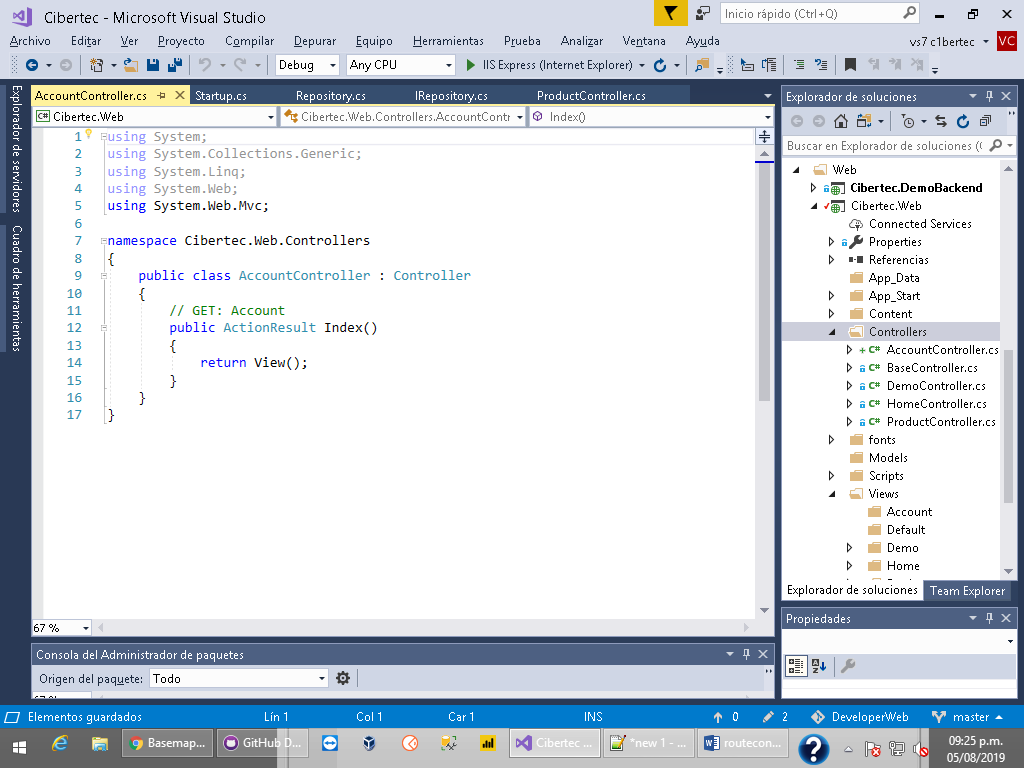 Cibertec - Microsoft Visual Studio
Inicio rápido (Ctrl+Q)
Archivo Editar Ver Proyecto Compilar Depurar Equipo Herramientas Prueba Analizar Ventana Ayuda
vs7 c1bertec VC
Debug Any CPU IIS Express (Internet Explorer)
Explorador de servidores
Cuadro de herramientas
AccountController.cs Startup.cs Repository.cs IRepository.cs ProductController.cs
Cibertec.Web Cibertec.Web.Controllers.AccountContr Index()
1 using System;
2 using System.Collections.Generic;
3 using System.Linq;
4 using System.Web;
5 using System.Web.Mvc;
6
7 namespace Cibertec.Web.Controllers
8 {
9 public class AccountController : Controller
10 {
11 // GET: Account
12 public ActionResult Index()
13 {
14 return View();
15 }
16 }
17 }
67 %
Consola del Administrador de paquetes
Origen del paquete: Todo
Explorador de soluciones
Buscar en Explorador de soluciones (
Web
Cibertec.DemoBackend
Cibertec.Web
Connected Services
Properties
Referencias
App_Data
App_Start
Content
Controllers
C# AccountController.cs
C# BaseController.cs
C# DemoController.cs
C# HomeController.cs
C# ProductController.cs
fonts
Models
Scripts
Views
Account
Default
Demo
Home
Explorador de soluciones Team Explorer
Propiedades
Elementos guardados Lín 1 Col 1 Car 1 INS 0 2 DeveloperWeb master
Basemap... GitHub D... Cibertec ... *new 1 - ... routecon...
09:25 p.m.
05/08/2019